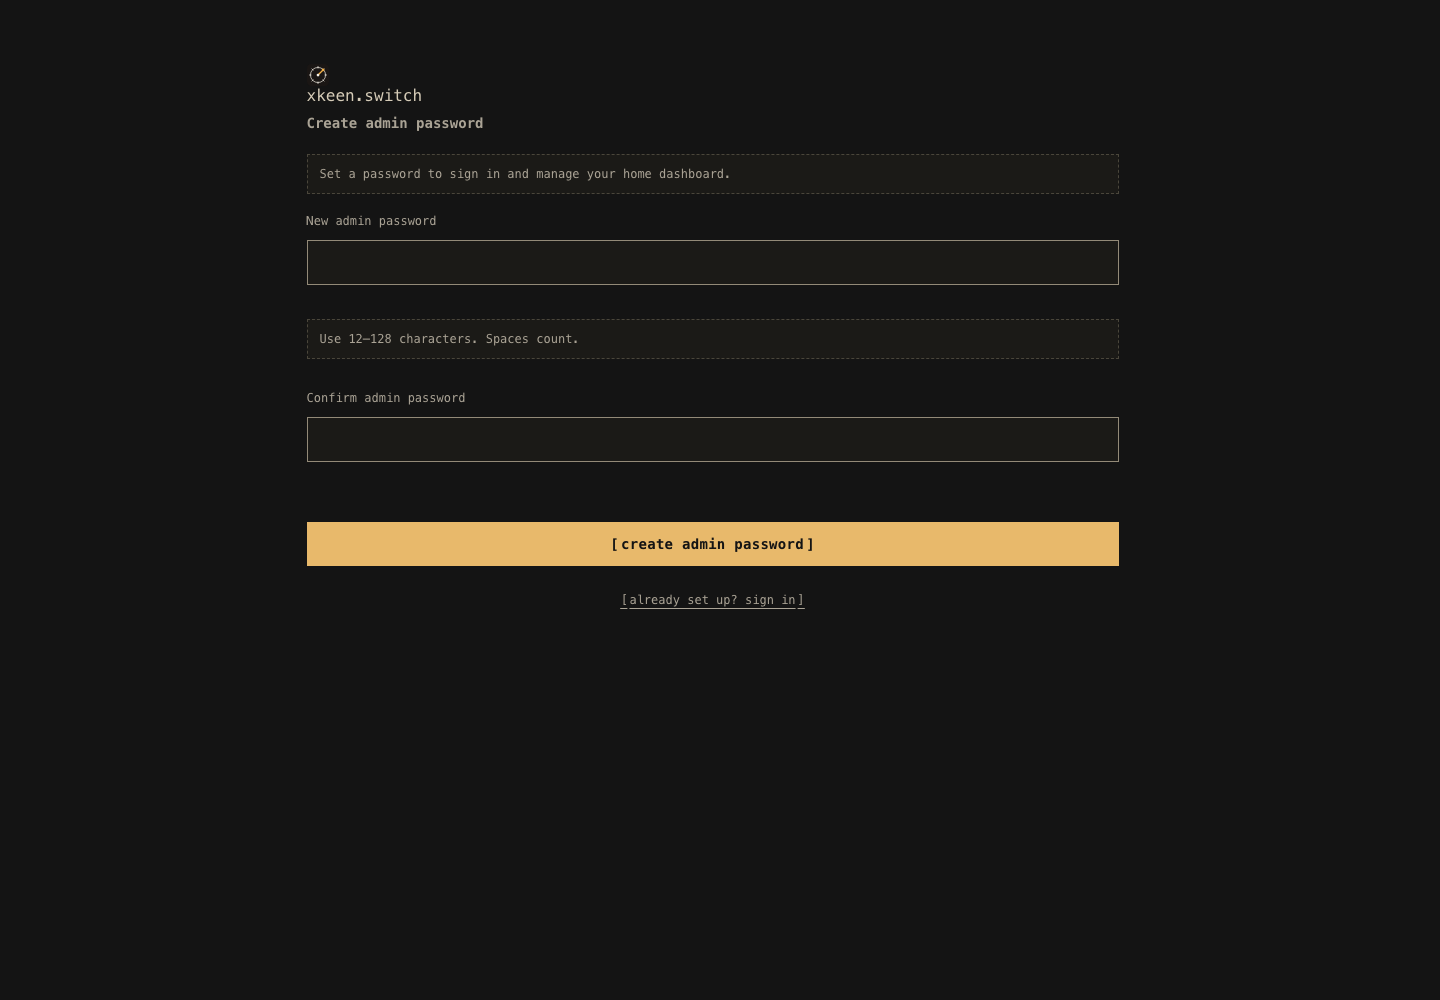 xkeen.switch
Create admin password
Set a password to sign in and manage your home dashboard.
New admin password
Use 12–128 characters. Spaces count.
Confirm admin password
[create admin password]
[already set up? sign in]